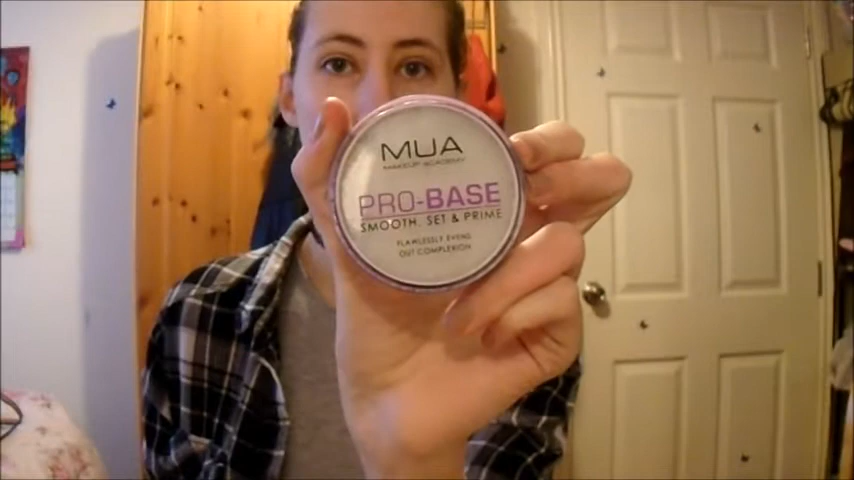 MUA
MAKEUP ACADEMY
PRO-BASE
SMOOTH, SET & PRIME
FLAWLESSLY EVENS
OUT COMPLEXION